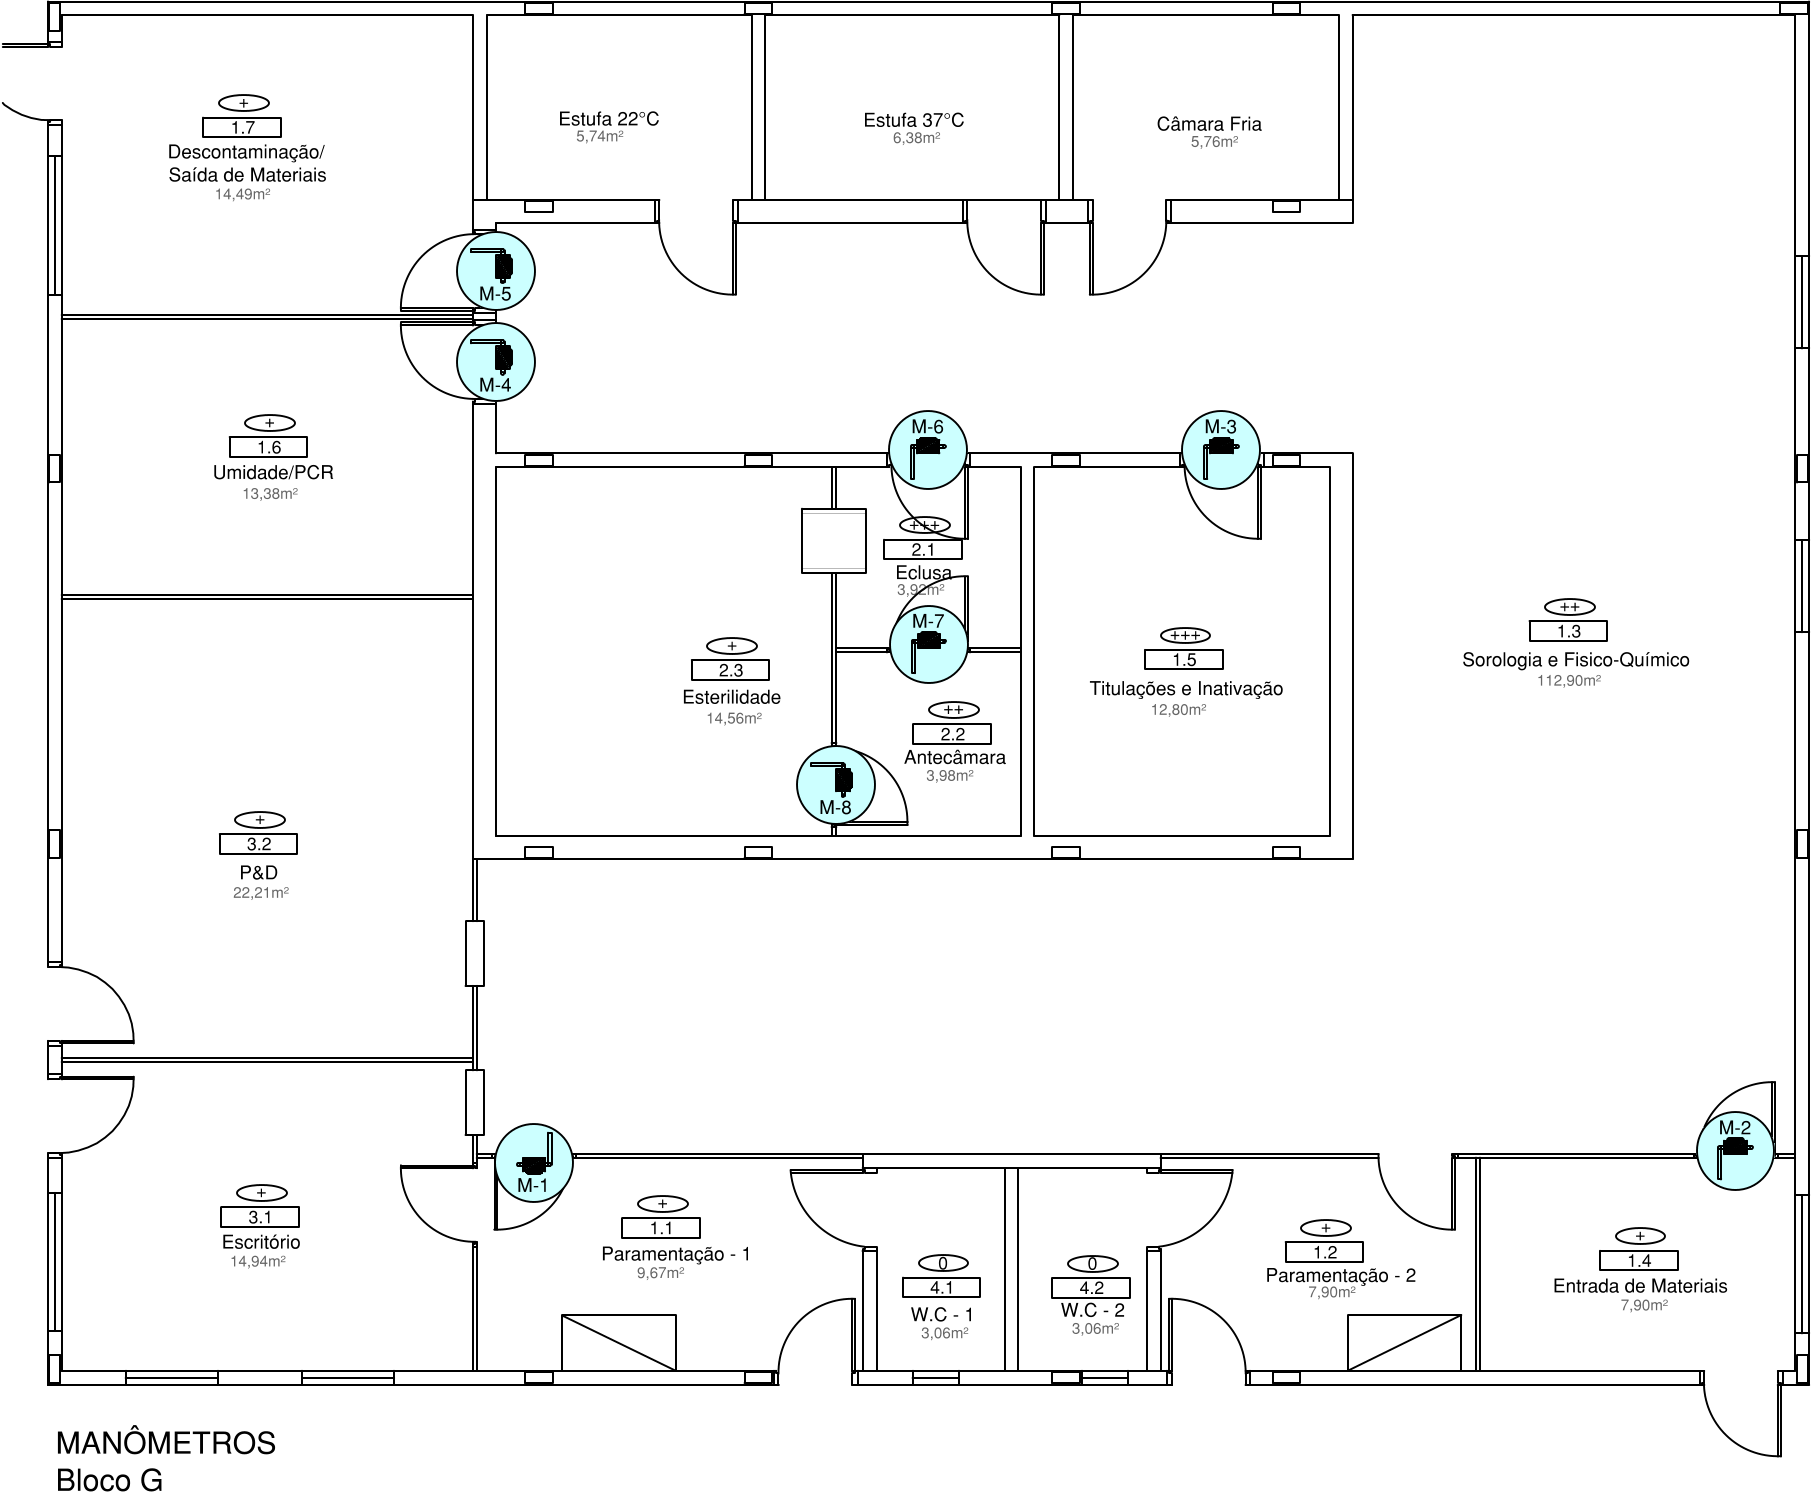 +
1.7
Descontaminação/
Saída de Materiais
14,49m²
Estufa 22°C
5,74m²
Estufa 37°C
6,38m²
Câmara Fria
5,76m²
M-5
M-4
+
1.6
Umidade/PCR
13,38m²
M-6
M-3
+++
2.1
Eclusa
3,92m²
M-7
+
2.3
Esterilidade
14,56m²
++
2.2
Antecâmara
3,98m²
M-8
+++
1.5
Titulações e Inativação
12,80m²
++
1.3
Sorologia e Fisico-Químico
112,90m²
+
3.2
P&D
22,21m²
M-1
M-2
+
3.1
Escritório
14,94m²
+
1.1
Paramentação - 1
9,67m²
0
4.1
W.C - 1
3,06m²
0
4.2
W.C - 2
3,06m²
+
1.2
Paramentação - 2
7,90m²
+
1.4
Entrada de Materiais
7,90m²
MANÔMETROS
Bloco G